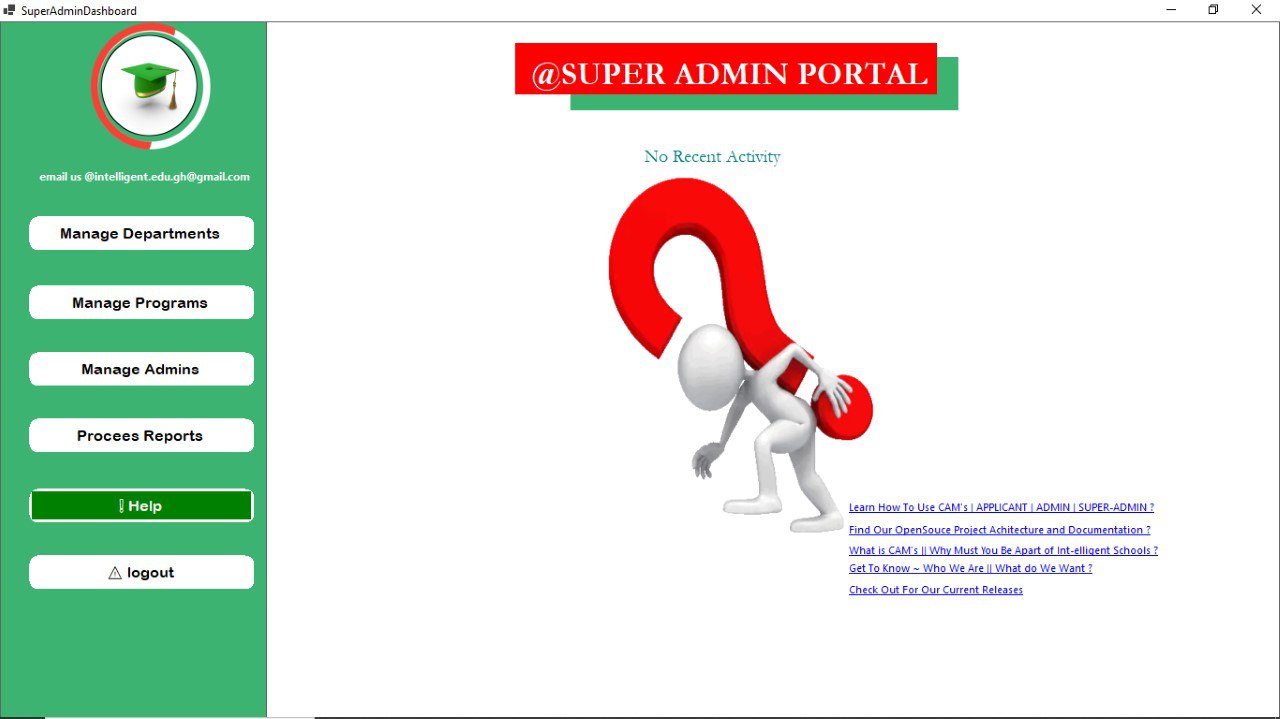 SuperAdminDashboard
@SUPER ADMIN PORTAL
email us @intelligent.edu.gh@gmail.com
Manage Departments
Manage Programs
Manage Admins
Procees Reports
Help
logout
No Recent Activity
Learn How To Use CAM's | APPLICANT | ADMIN | SUPER-ADMIN ?
Find Our OpenSouce Project Achitecture and Documentation ?
What is CAM's || Why Must You Be Apart of Int-elligent Schools ?
Get To Know ~ Who We Are || What do We Want ?
Check Out For Our Current Releases